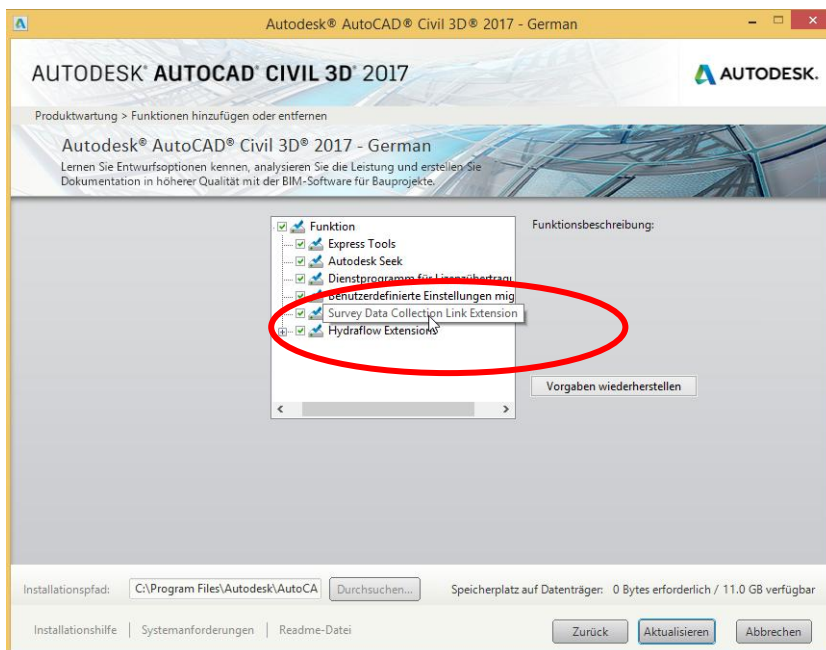 Autodesk® AutoCAD® Civil 3D® 2017 - German
AUTODESK® AUTOCAD® CIVIL 3D® 2017
AUTODESK.
Produktwartung > Funktionen hinzufügen oder entfernen
Autodesk® AutoCAD® Civil 3D® 2017 - German
Lernen Sie Entwurfsoptionen kennen, analysieren Sie die Leistung und erstellen Sie
Dokumentation in höherer Qualität mit der BIM-Software für Bauprojekte.
Funktion
Funktionsbeschreibung:
Express Tools
Autodesk Seek
Dienstprogramm für Lizenzübertragu
Benutzerdefinierte Einstellungen mig
Survey Data Collection Link Extension
Hydraflow Extensions
Vorgaben wiederherstellen
Installationspfad: C:\Program Files\Autodesk\AutoCA Durchsuchen... Speicherplatz auf Datenträger: 0 Bytes erforderlich / 11.0 GB verfügbar
Installationshilfe | Systemanforderungen | Readme-Datei Zurück Aktualisieren Abbrechen